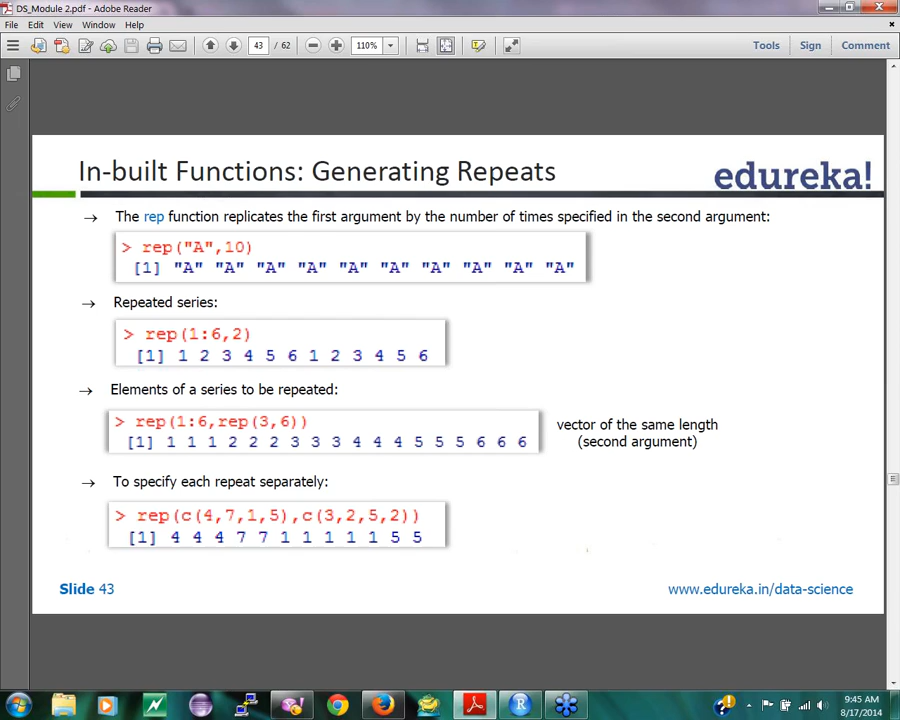 DS_Module 2.pdf - Adobe Reader
File Edit View Window Help
43 / 62 110% Tools Sign Comment
In-built Functions: Generating Repeats
edureka!
→ The rep function replicates the first argument by the number of times specified in the second argument:
> rep("A",10)
[1] "A" "A" "A" "A" "A" "A" "A" "A" "A" "A"
→ Repeated series:
> rep(1:6,2)
[1] 1 2 3 4 5 6 1 2 3 4 5 6
→ Elements of a series to be repeated:
> rep(1:6,rep(3,6))
[1] 1 1 1 2 2 2 3 3 3 4 4 4 5 5 5 6 6 6
vector of the same length
(second argument)
→ To specify each repeat separately:
> rep(c(4,7,1,5),c(3,2,5,2))
[1] 4 4 4 7 7 1 1 1 1 1 5 5
Slide 43
www.edureka.in/data-science
9:45 AM
8/17/2014